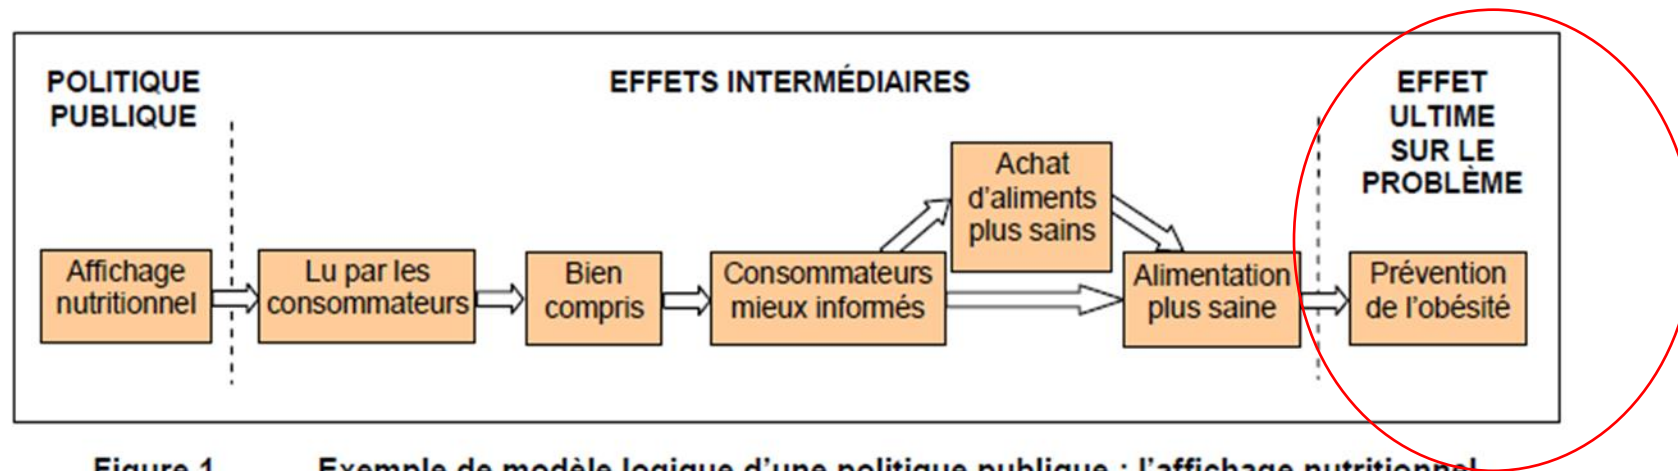 POLITIQUE
PUBLIQUE
EFFETS INTERMÉDIAIRES
EFFET
ULTIME
SUR LE
PROBLÈME
Affichage
nutritionnel
Lu par les
consommateurs
Bien
compris
Consommateurs
mieux informés
Achat
d’aliments
plus sains
Alimentation
plus saine
Prévention
de l’obésité
Figure 1 Exemple de modèle logique d’une politique publique : l’affichage nutritionnel